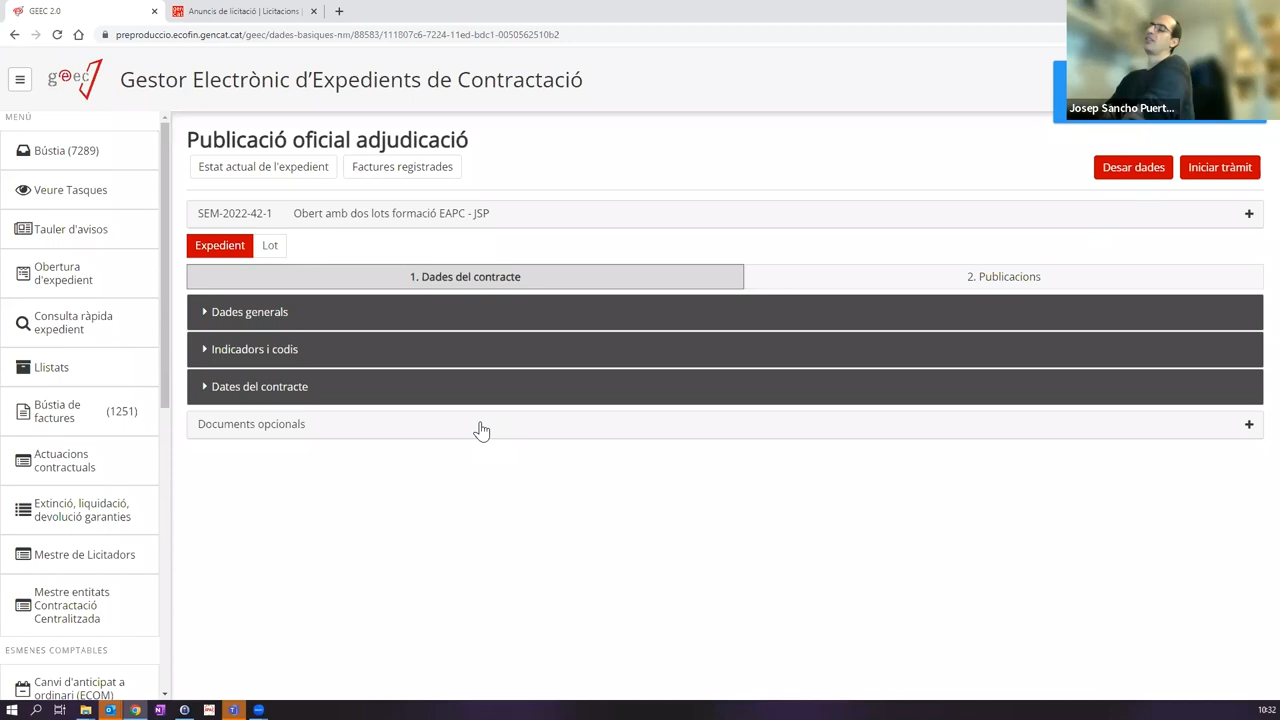 GEEC 2.0
Anuncis de licitació | Licitacions
preproduccio.ecofin.gencat.cat/geec/dades-basiques-nm/88583/111807c6-7224-11ed-bdc1-0050562510b2
geec
Gestor Electrònic d'Expedients de Contractació
Josep Sancho Puert...
MENÚ
Bústia (7289)
Veure Tasques
Tauler d'avisos
Obertura
d'expedient
Consulta ràpida
expedient
Llistats
Bústia de
factures
(1251)
Actuacions
contractuals
Extinció, liquidació,
devolució garanties
Mestre de Licitadors
Mestre entitats
Contractació
Centralitzada
ESMENES COMPTABLES
Canvi d'anticipat a
ordinari (ECOM)
Publicació oficial adjudicació
Estat actual de l'expedient
Factures registrades
Desar dades
Iniciar tràmit
SEM-2022-42-1 Obert amb dos lots formació EAPC - JSP
Expedient
Lot
1. Dades del contracte
2. Publicacions
Dades generals
Indicadors i codis
Dates del contracte
Documents opcionals
10:32